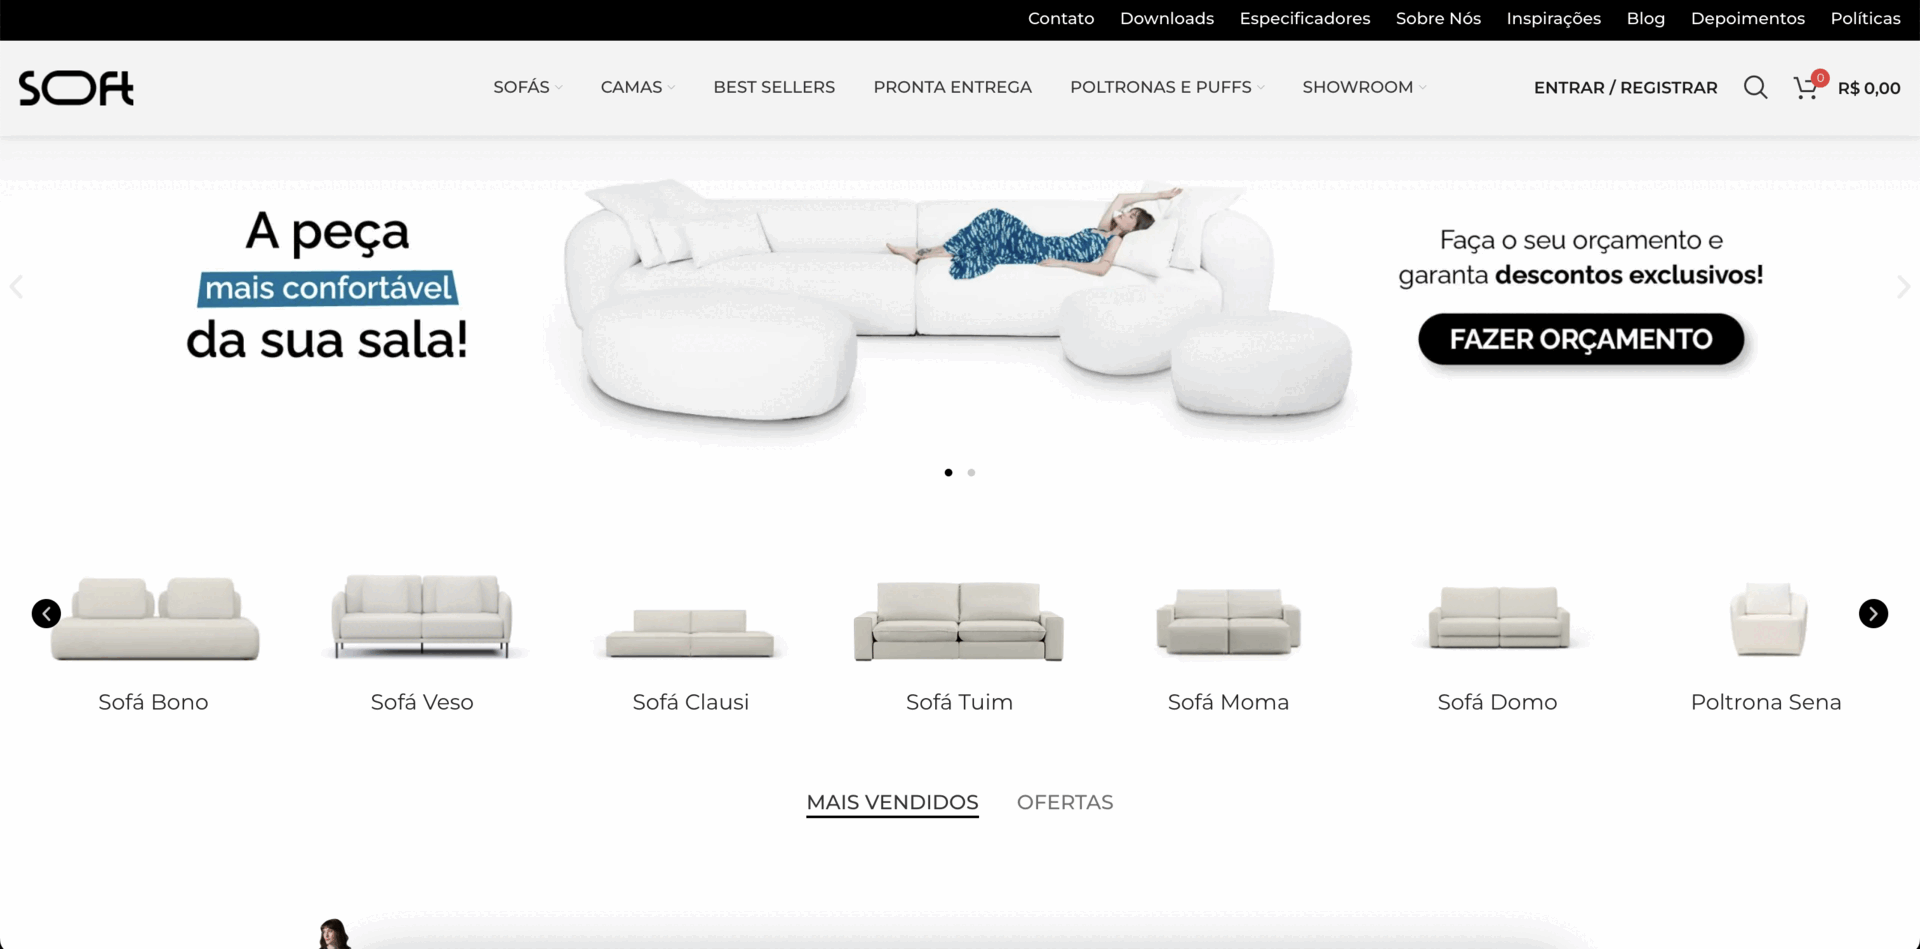 Contato Downloads Especificadores Sobre Nós Inspirações Blog Depoimentos Políticas
SOFT SOFÁS CAMAS BEST SELLERS PRONTA ENTREGA POLTRONAS E PUFFS SHOWROOM ENTRAR / REGISTRAR 0 R$ 0,00
A peça
mais confortável
da sua sala!
Faça o seu orçamento e
garanta descontos exclusivos!
FAZER ORÇAMENTO
Sofá Bono Sofá Veso Sofá Clausi Sofá Tuim Sofá Moma Sofá Domo Poltrona Sena
MAIS VENDIDOS OFERTAS